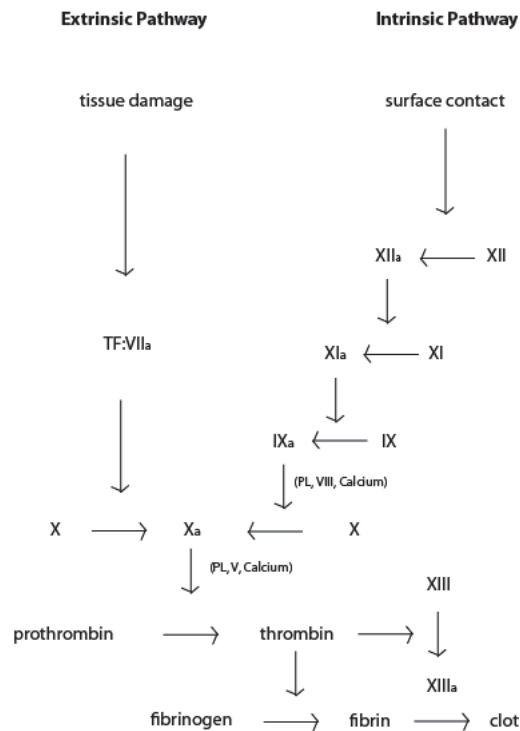 Extrinsic Pathway Intrinsic Pathway
tissue damage surface contact
XIIa XII
TF:VIIa
XIa XI
IXa IX
(PL, VIII, Calcium)
X Xa X
(PL, V, Calcium)
XIII
prothrombin thrombin
XIIIa
fibrinogen fibrin clot